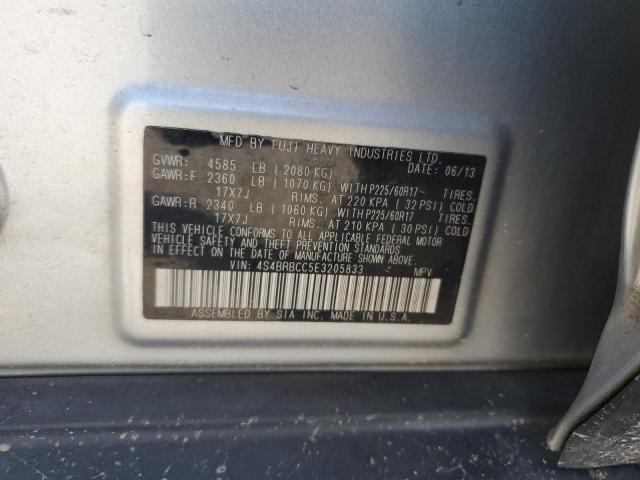 MFD BY FUJI HEAVY INDUSTRIES LTD.
GVWR: 4585 LB (2080 KG) DATE: 06/13
GAWR:F 2360 LB (1070 KG) WITH P225/60R17 TIRES.
17X7J RIMS. AT 220 KPA (32 PSI) COLD
GAWR:R 2340 LB (1060 KG) WITH P225/60R17 TIRES.
17X7J RIMS. AT 210 KPA (30 PSI) COLD
THIS VEHICLE CONFORMS TO ALL APPLICABLE FEDERAL MOTOR
VEHICLE SAFETY AND THEFT PREVENTION STANDARDS
IN EFFECT ON THE DATE OF MANUFACTURE SHOWN ABOVE.
VIN: 4S4BRBCC5E3205833 MPV
ASSEMBLED BY SIA INC. MADE IN U.S.A.